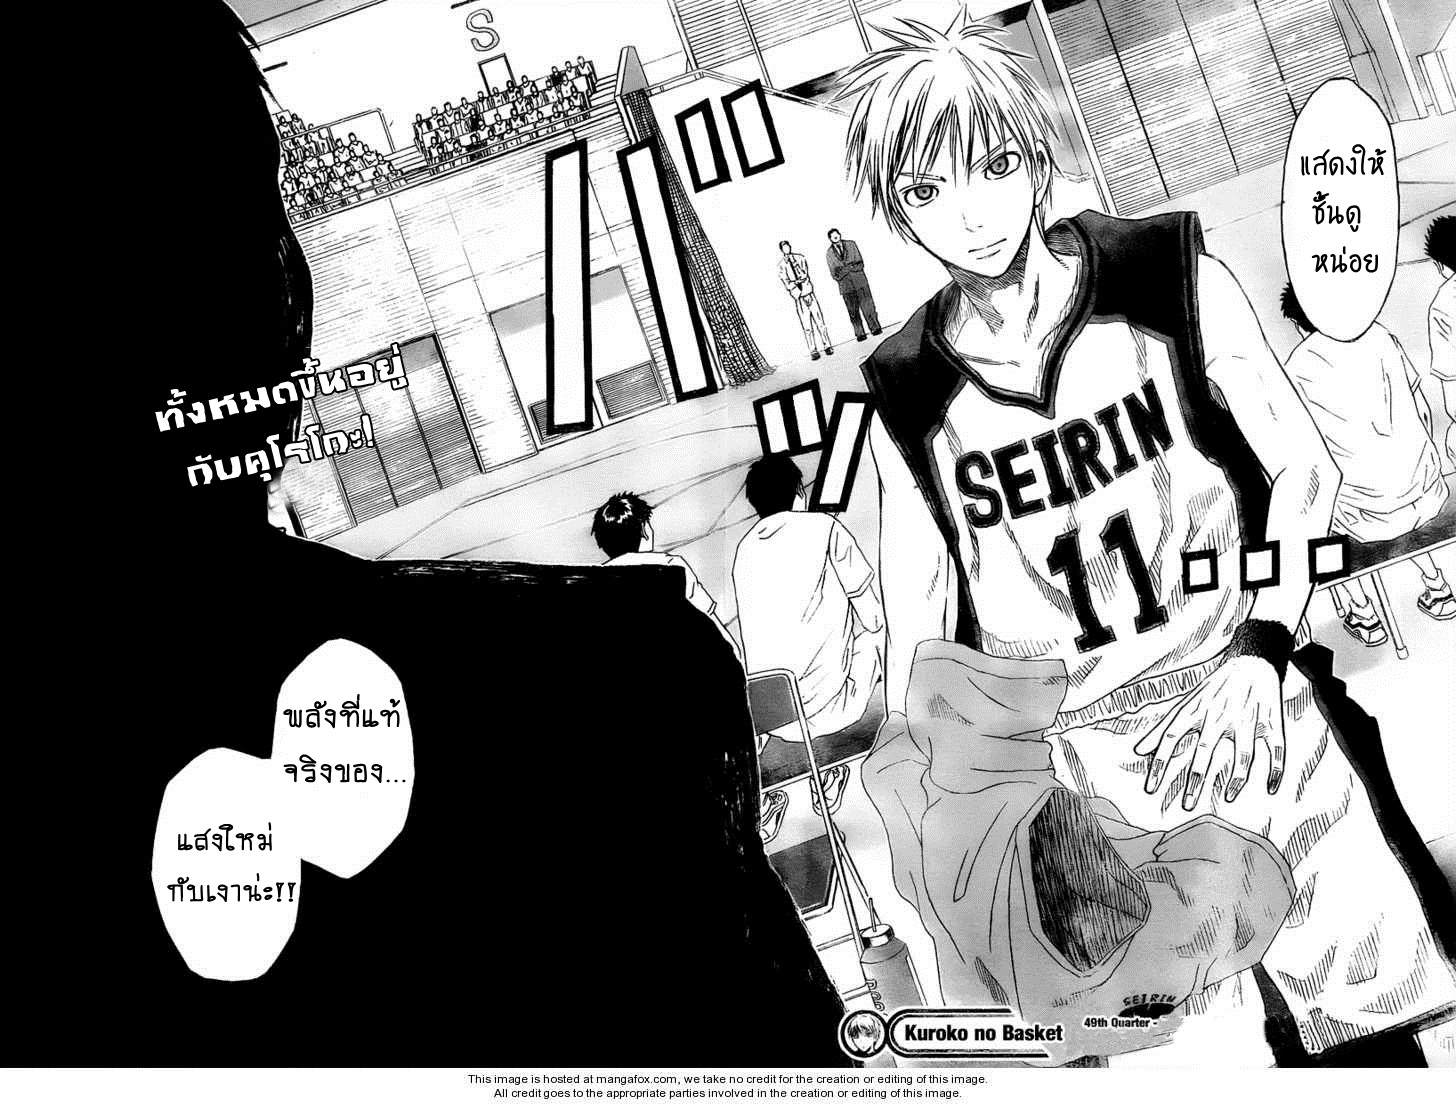 S
แสดงให้
ชั้นดู
หน่อย
SEIRIN
11
ทั้งหมดขึ้นอยู่
กับคุโรโกะ!
พลังที่แท้
จริงของ...
แสงใหม่
กับเงาน่ะ!!
SEIRIN
Kuroko no Basket
49th Quarter -
This image is hosted at mangafox.com, we take no credit for the creation or editing of this image.
All credit goes to the appropriate parties involved in the creation or editing of this image.